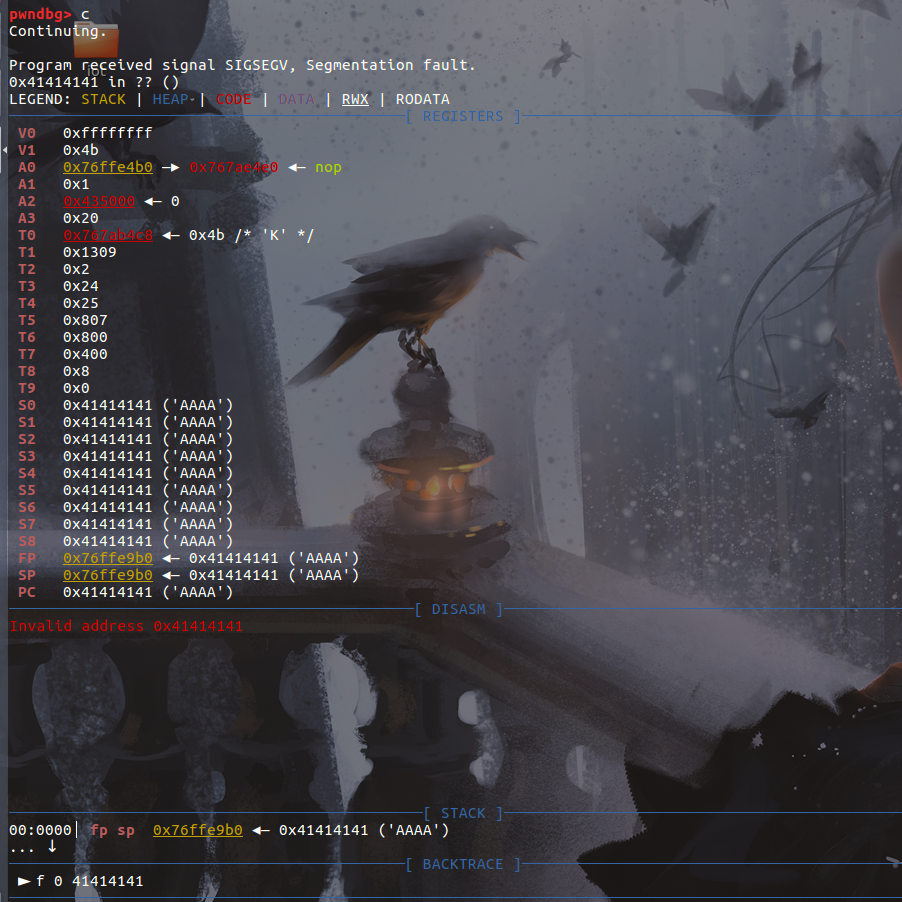 pwndbg> c
Continuing.
Program received signal SIGSEGV, Segmentation fault.
0x41414141 in ?? ()
LEGEND: STACK | HEAP | CODE | DATA | RWX | RODATA
[ REGISTERS ]
V0 0xffffffff
V1 0x4b
A0 0x76ffe4b0 —▸ ◂— nop
A1 0x1
A2 0x435000 ◂— 0
A3 0x20
T0 0x767ab4c8 ◂— 0x4b /* 'K' */
T1 0x1309
T2 0x2
T3 0x24
T4 0x25
T5 0x807
T6 0x800
T7 0x400
T8 0x8
T9 0x0
S0 0x41414141 ('AAAA')
S1 0x41414141 ('AAAA')
S2 0x41414141 ('AAAA')
S3 0x41414141 ('AAAA')
S4 0x41414141 ('AAAA')
S5 0x41414141 ('AAAA')
S6 0x41414141 ('AAAA')
S7 0x41414141 ('AAAA')
S8 0x41414141 ('AAAA')
FP 0x76ffe9b0 ◂— 0x41414141 ('AAAA')
SP 0x76ffe9b0 ◂— 0x41414141 ('AAAA')
PC 0x41414141 ('AAAA')
[ DISASM ]
Invalid address 0x41414141
[ STACK ]
00:0000│ fp sp 0x76ffe9b0 ◂— 0x41414141 ('AAAA')
... ↓
[ BACKTRACE ]
► f 0 41414141